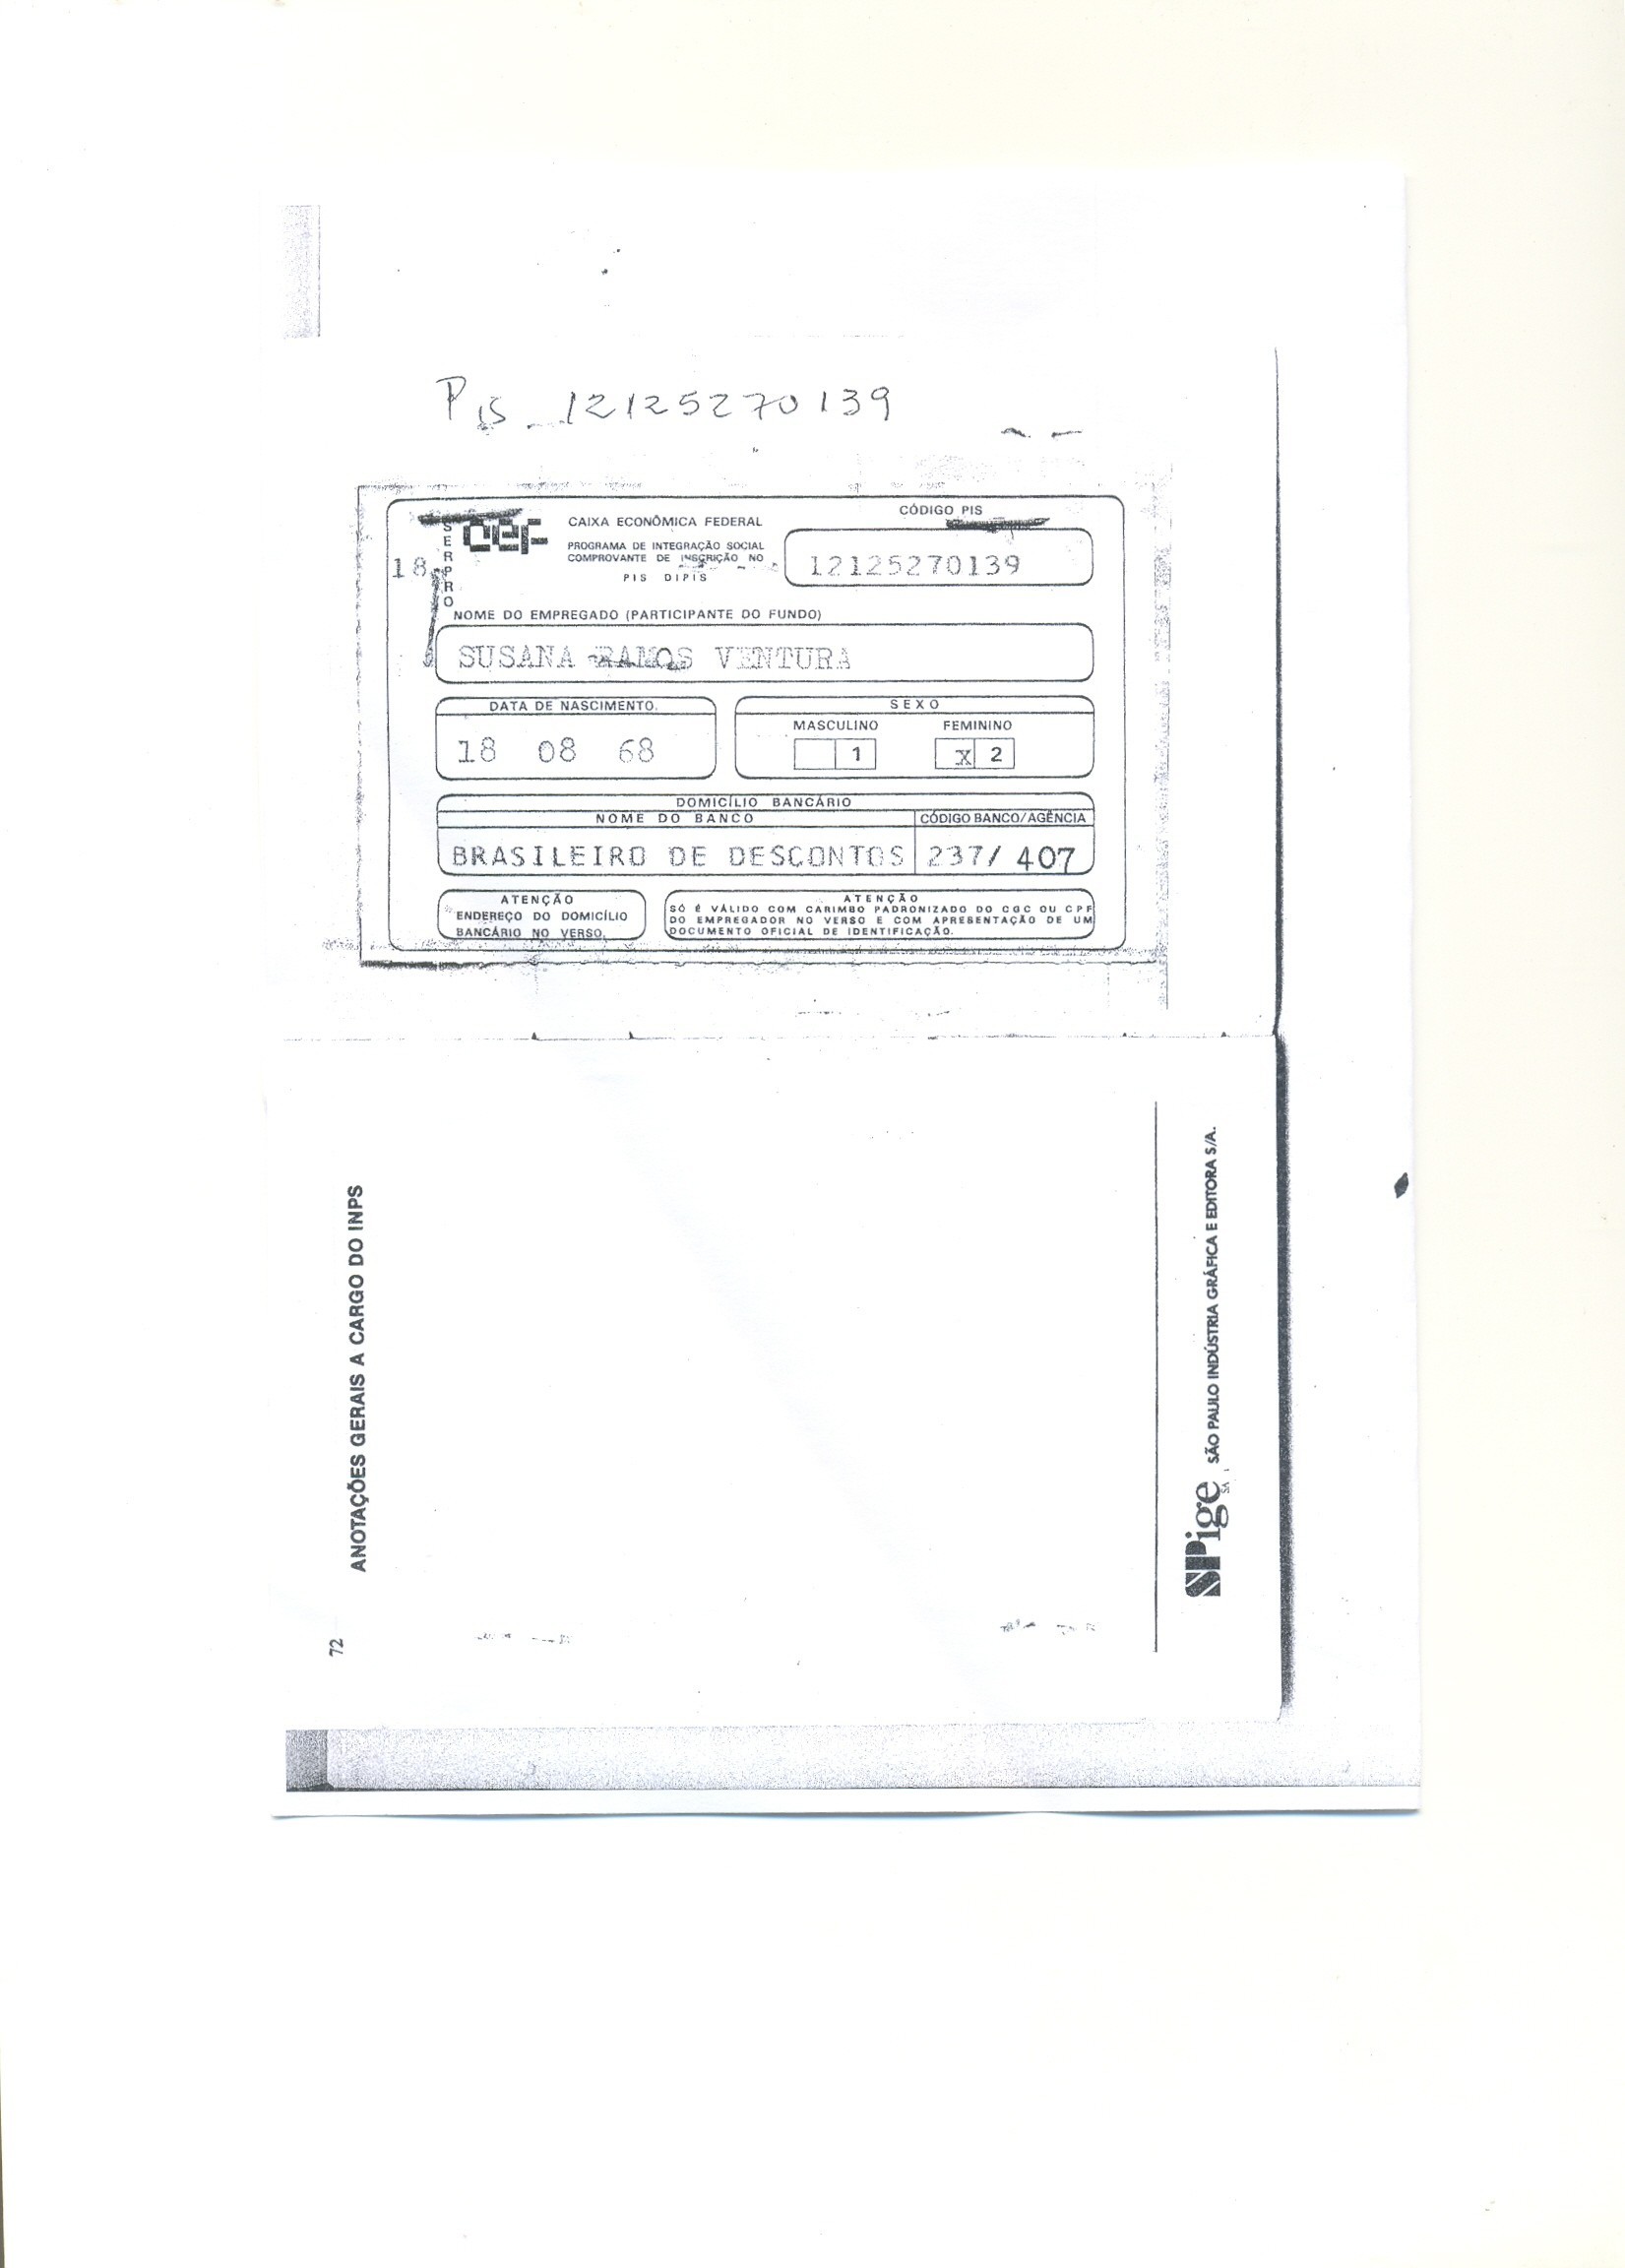 PIS 12125270139
SERPRO
cef
CAIXA ECONÔMICA FEDERAL
PROGRAMA DE INTEGRAÇÃO SOCIAL
COMPROVANTE DE INSCRIÇÃO NO
PIS DIPIS
CÓDIGO PIS
12125270139
18
NOME DO EMPREGADO (PARTICIPANTE DO FUNDO)
SUSANA RAMOS VENTURA
DATA DE NASCIMENTO.
18 08 68
SEXO
MASCULINO FEMININO
1 X 2
DOMICÍLIO BANCÁRIO
NOME DO BANCO CÓDIGO BANCO/AGÊNCIA
BRASILEIRO DE DESCONTOS 237/ 407
ATENÇÃO
ENDEREÇO DO DOMICÍLIO
BANCÁRIO NO VERSO.
ATENÇÃO
SÓ É VÁLIDO COM CARIMBO PADRONIZADO DO CGC OU CPF
DO EMPREGADOR NO VERSO E COM APRESENTAÇÃO DE UM
DOCUMENTO OFICIAL DE IDENTIFICAÇÃO.
72
ANOTAÇÕES GERAIS A CARGO DO INPS
SPige SA SÃO PAULO INDÚSTRIA GRÁFICA E EDITORA S/A.